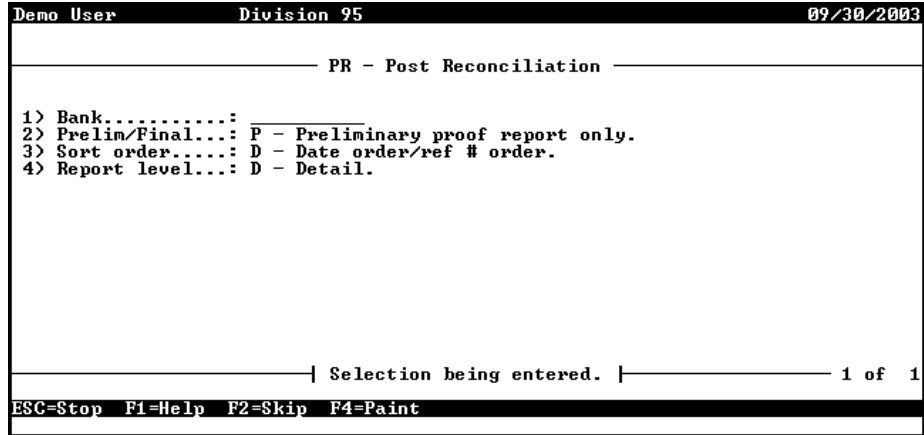 Demo User Division 95 09/30/2003
PR - Post Reconciliation
1) Bank...........: __________
2) Prelim/Final...: P - Preliminary proof report only.
3) Sort order.....: D - Date order/ref # order.
4) Report level...: D - Detail.
Selection being entered. 1 of 1
ESC=Stop F1=Help F2=Skip F4=Paint